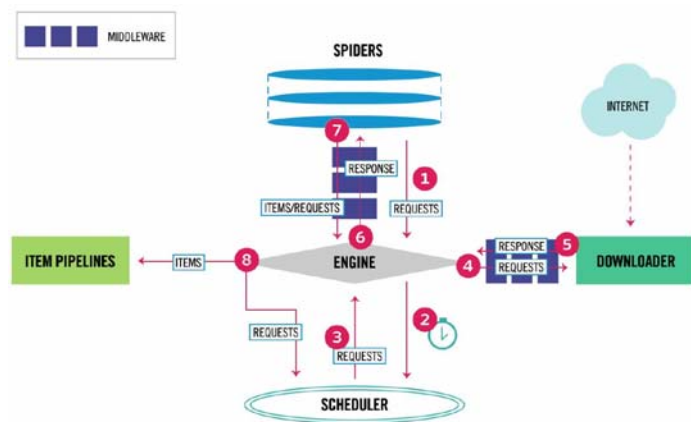 MIDDLEWARE
SPIDERS
INTERNET
7
RESPONSE
1
ITEMS/REQUESTS
REQUESTS
6
RESPONSE
5
ITEM PIPELINES
ITEMS
8
ENGINE
4
REQUESTS
DOWNLOADER
2
REQUESTS
3
REQUESTS
SCHEDULER